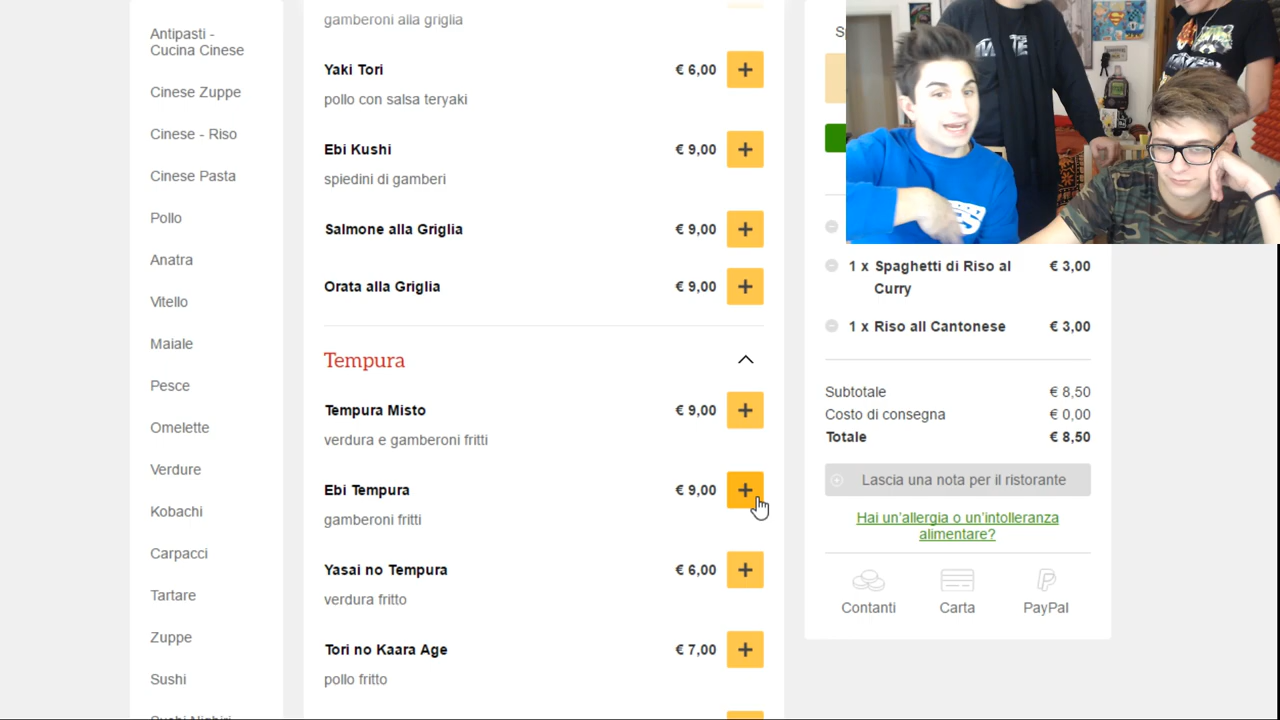 Antipasti -
Cucina Cinese
Cinese Zuppe
Cinese - Riso
Cinese Pasta
Pollo
Anatra
Vitello
Maiale
Pesce
Omelette
Verdure
Kobachi
Carpacci
Tartare
Zuppe
Sushi
gamberoni alla griglia
Yaki Tori € 6,00 +
pollo con salsa teryaki
Ebi Kushi € 9,00 +
spiedini di gamberi
Salmone alla Griglia € 9,00 +
Orata alla Griglia € 9,00 +
Tempura
Tempura Misto € 9,00 +
verdura e gamberoni fritti
Ebi Tempura € 9,00 +
gamberoni fritti
Yasai no Tempura € 6,00 +
verdura fritto
Tori no Kaara Age € 7,00 +
pollo fritto
1 x Spaghetti di Riso al € 3,00
Curry
1 x Riso all Cantonese € 3,00
Subtotale € 8,50
Costo di consegna € 0,00
Totale € 8,50
Lascia una nota per il ristorante
Hai un'allergia o un'intolleranza
alimentare?
Contanti Carta PayPal